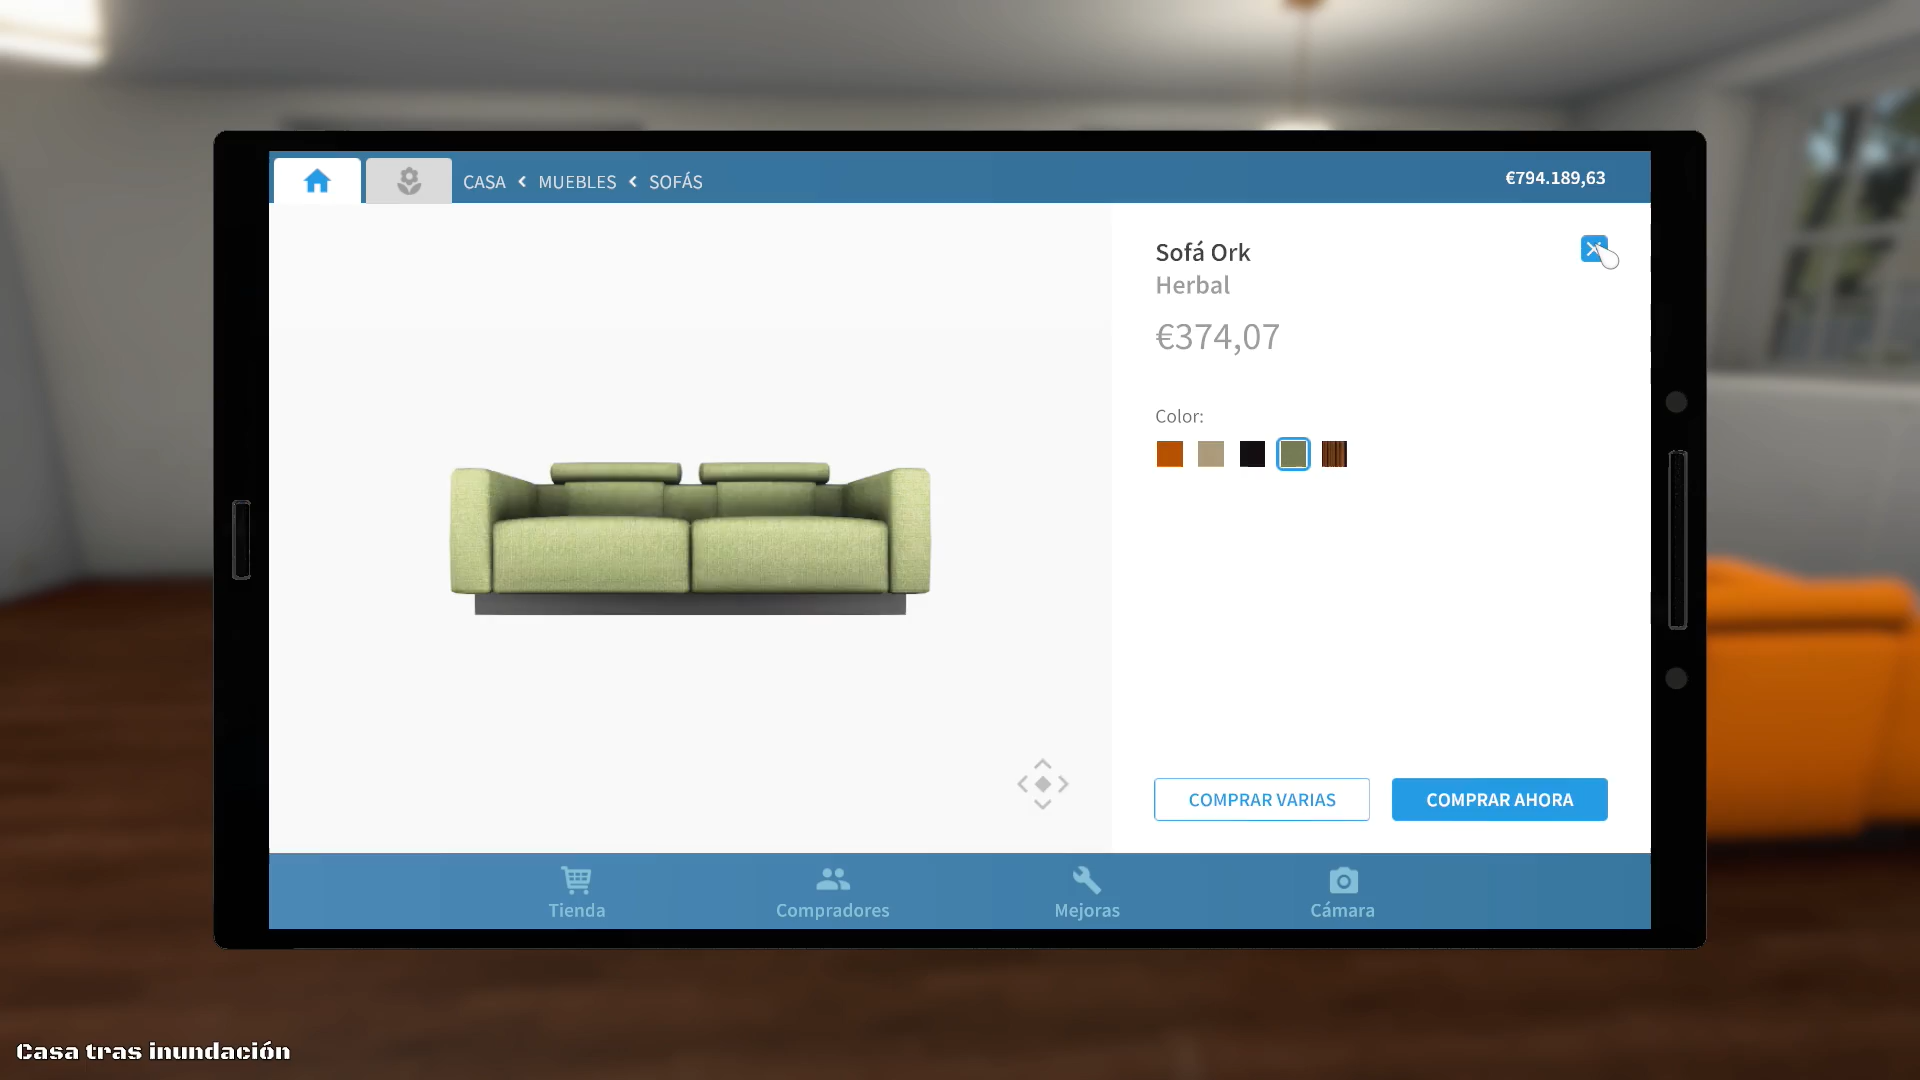 CASA < MUEBLES < SOFÁS
€794.189,63
Sofá Ork
Herbal
€374,07
Color:
COMPRAR VARIAS
COMPRAR AHORA
Tienda
Compradores
Mejoras
Cámara
Casa tras inundación